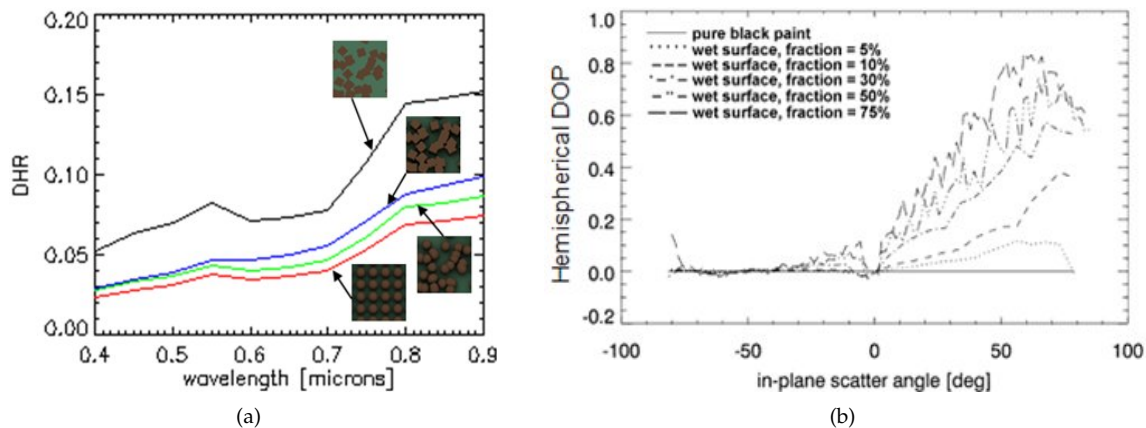 0.20
0.15
0.10
0.05
0.00
DHR
0.4 0.5 0.6 0.7 0.8 0.9
wavelength [microns]
(a)
1.0
0.8
0.6
0.4
0.2
0.0
-0.2
Hemispherical DOP
pure black paint
wet surface, fraction = 5%
wet surface, fraction = 10%
wet surface, fraction = 30%
wet surface, fraction = 50%
wet surface, fraction = 75%
-100 -50 0 50 100
in-plane scatter angle [deg]
(b)